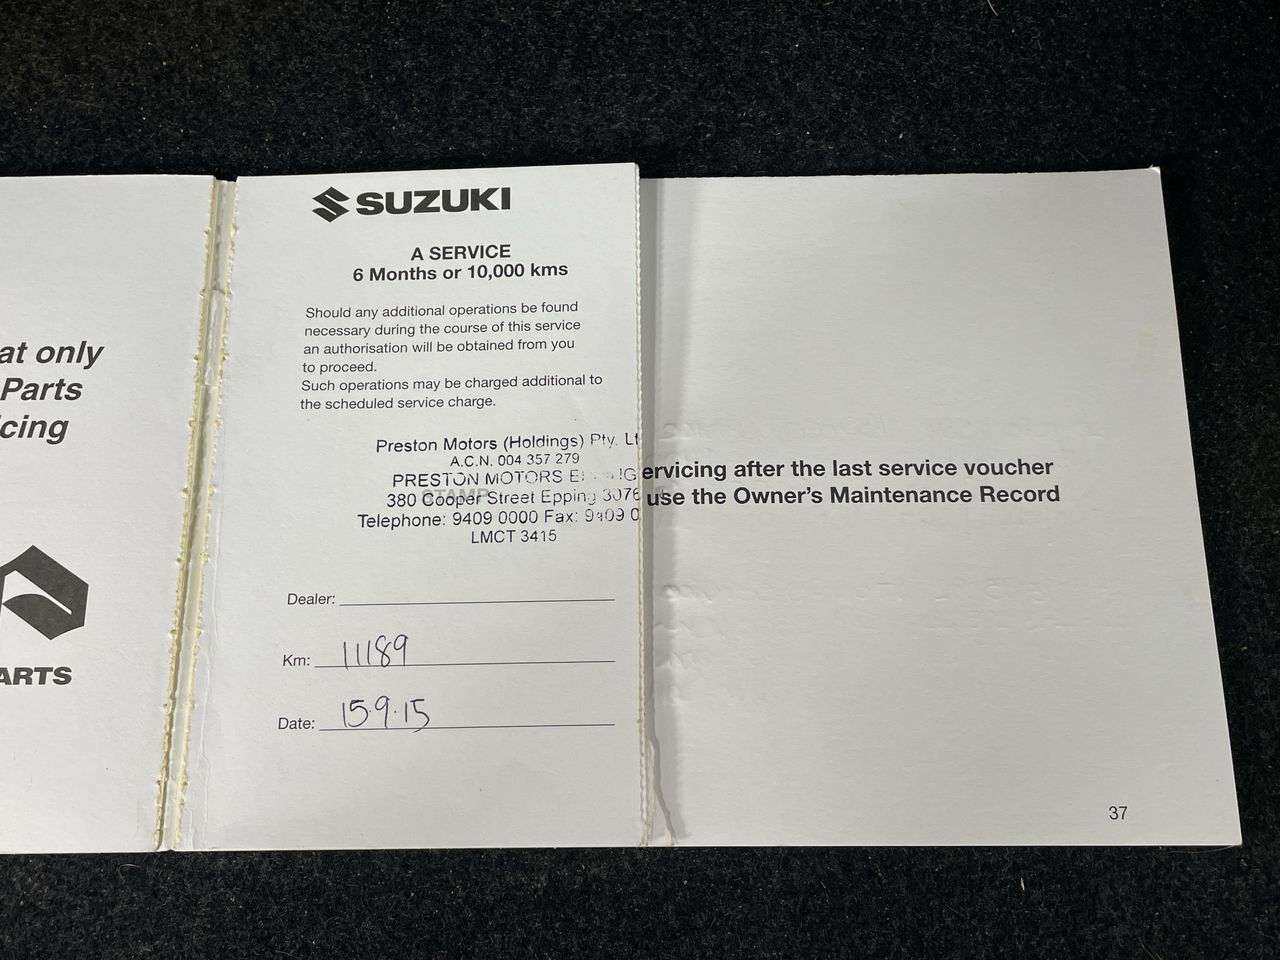 at only
Parts
cing
ARTS
SUZUKI
A SERVICE
6 Months or 10,000 kms
Should any additional operations be found
necessary during the course of this service
an authorisation will be obtained from you
to proceed.
Such operations may be charged additional to
the scheduled service charge.
STAMP
Preston Motors (Holdings) Pty. Lt
A.C.N. 004 357 279
PRESTON MOTORS
380 Cooper Street Epping 3076
Telephone: 9409 0000 Fax: 9409 0
LMCT 3415
Dealer:
Km: 11189
Date: 15.9.15
ervicing after the last service voucher
use the Owner's Maintenance Record
37